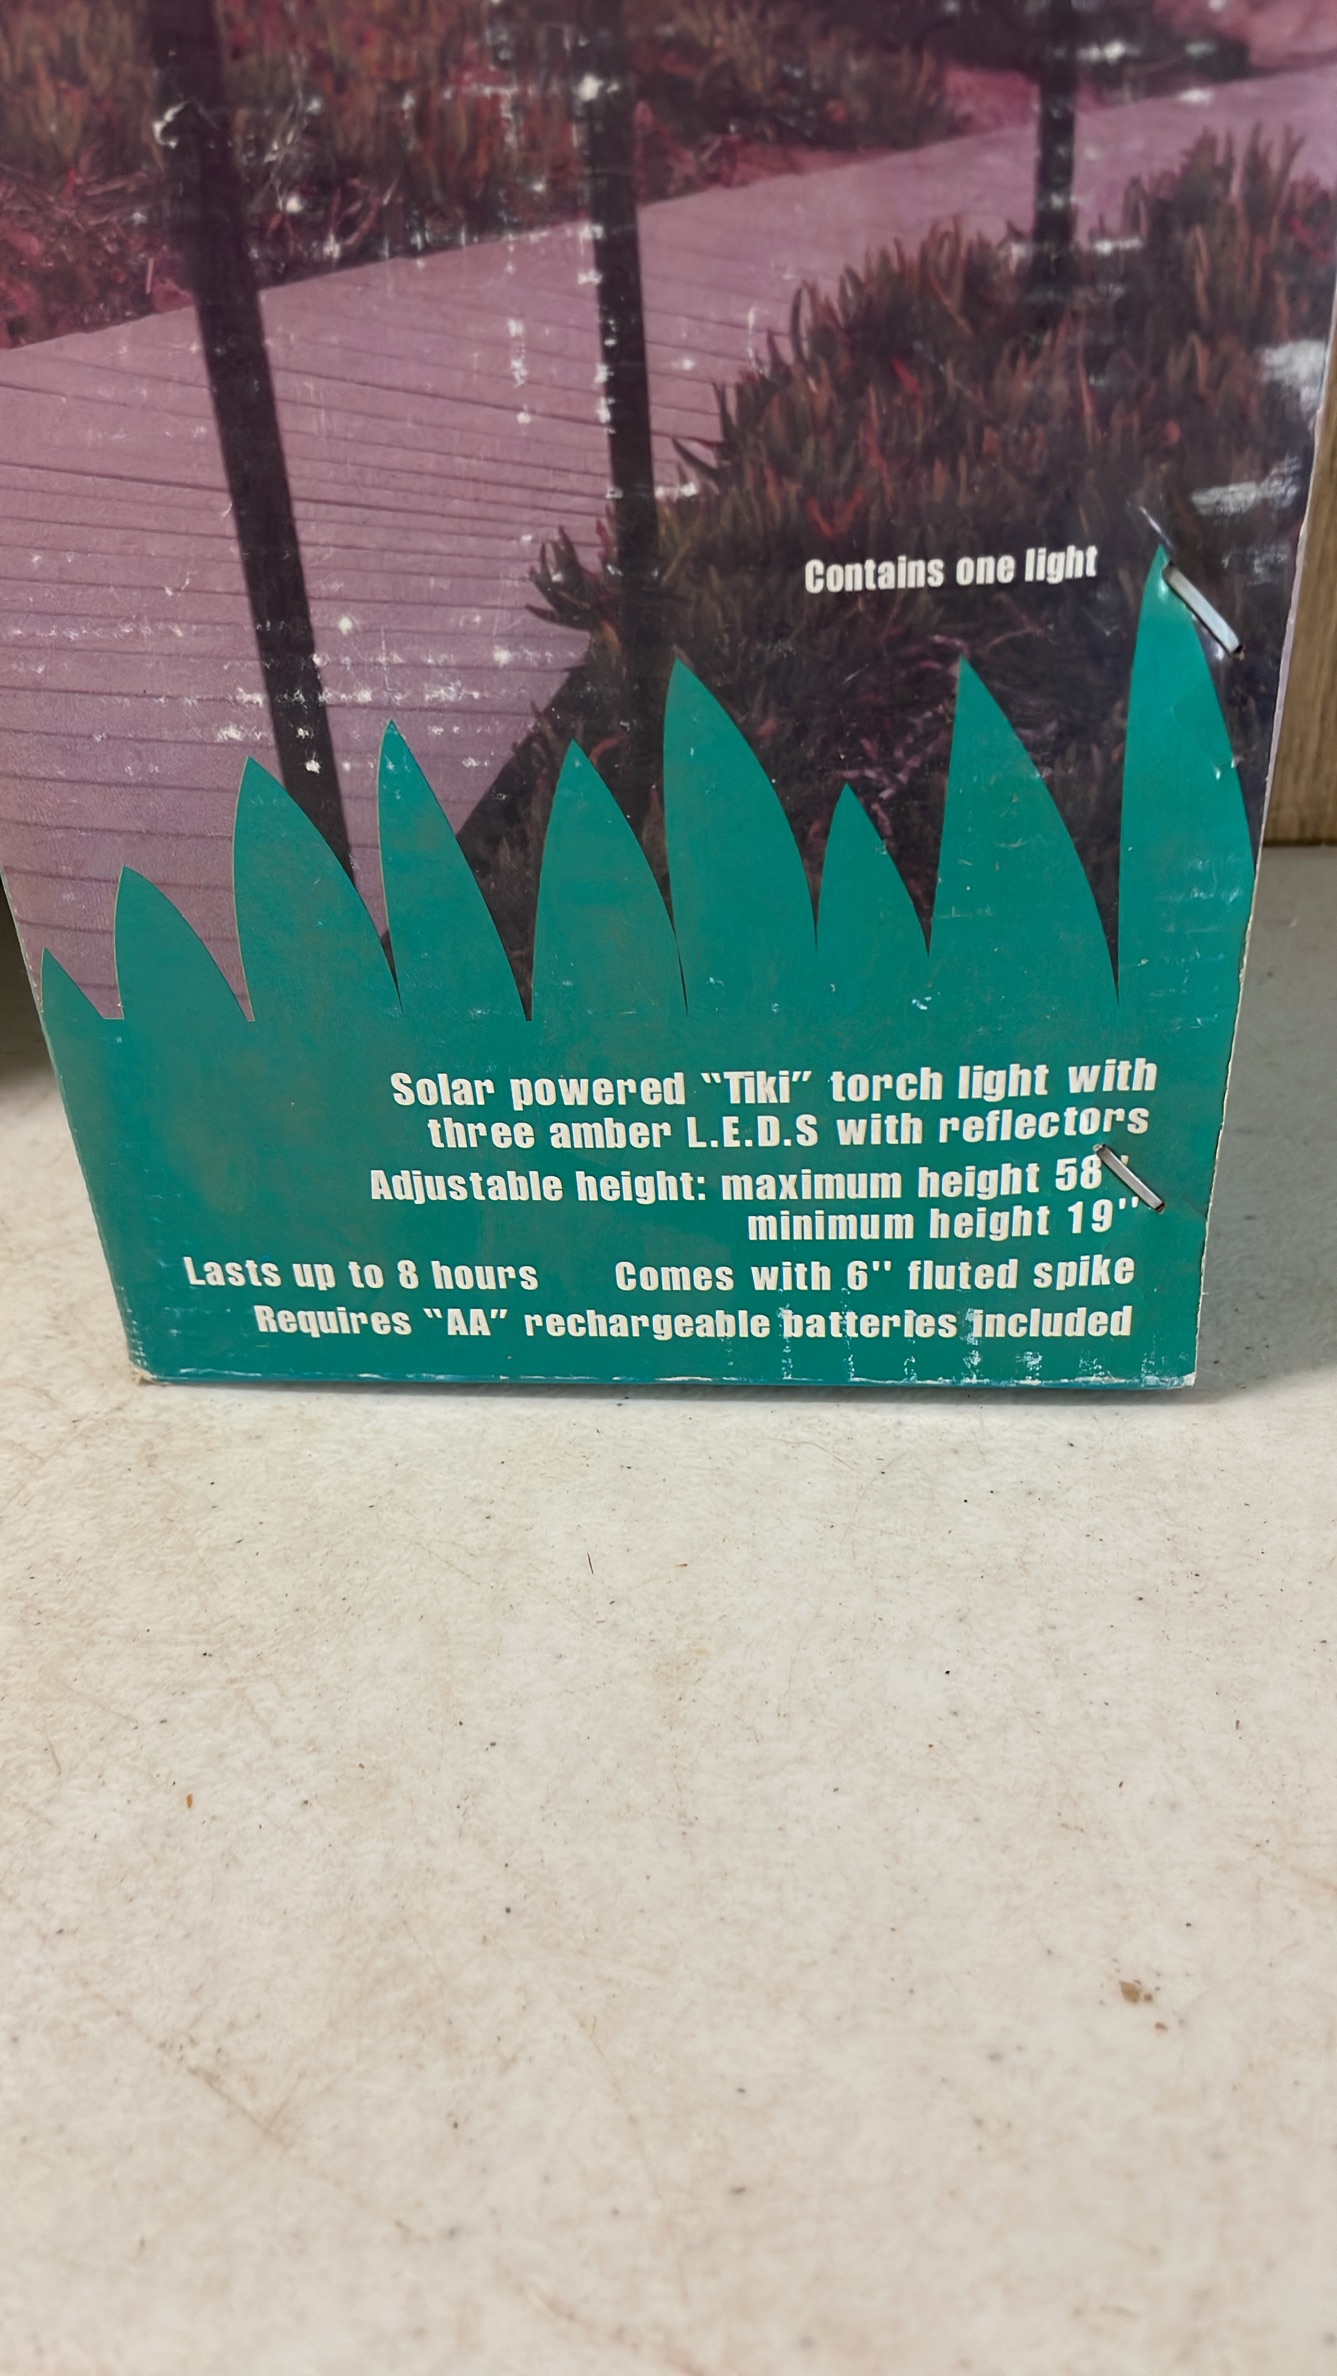 Contains one light
Solar powered “Tiki” torch light with
three amber L.E.D.S with reflectors
Adjustable height: maximum height 58''
minimum height 19''
Lasts up to 8 hours Comes with 6'' fluted spike
Requires “AA” rechargeable batteries included